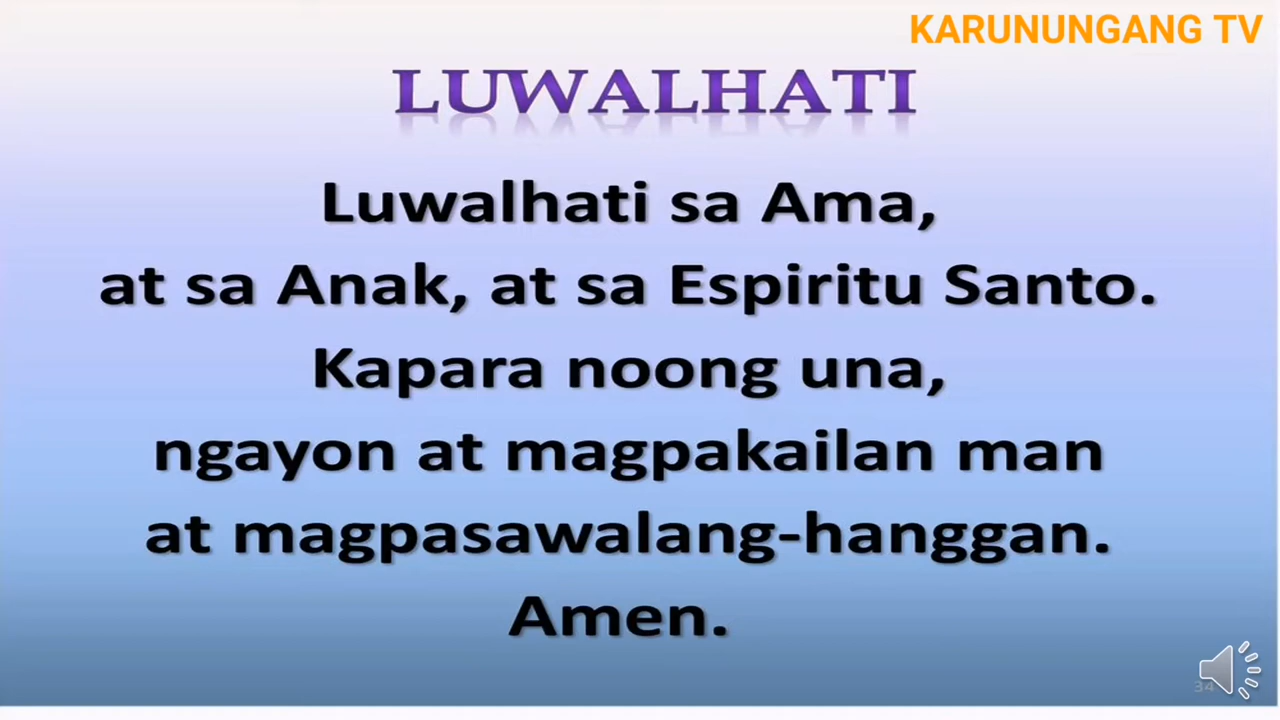 KARUNUNGANG TV
LUWALHATI
Luwalhati sa Ama,
at sa Anak, at sa Espiritu Santo.
Kapara noong una,
ngayon at magpakailan man
at magpasawalang-hanggan.
Amen.
34